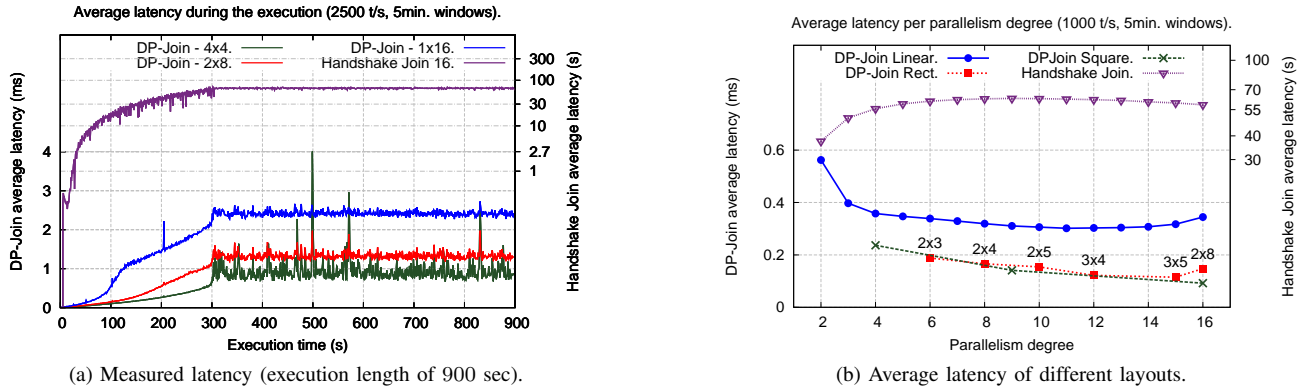 Average latency during the execution (2500 t/s, 5min. windows).
DP-Join - 4x4.
DP-Join - 2x8.
DP-Join - 1x16.
Handshake Join 16.
DP-Join average latency (ms)
4
3
2
1
0
300
100
30
10
2.7
1
Handshake Join average latency (s)
0 100 200 300 400 500 600 700 800 900
Execution time (s)
(a) Measured latency (execution length of 900 sec).
Average latency per parallelism degree (1000 t/s, 5min. windows).
DP-Join Linear.
DP-Join Rect.
DPJoin Square.
Handshake Join.
DP-Join average latency (ms)
0.6
0.4
0.2
0
100
70
55
40
30
Handshake Join average latency (s)
2x3
2x4
2x5
3x4
3x5
2x8
2 4 6 8 10 12 14 16
Parallelism degree
(b) Average latency of different layouts.